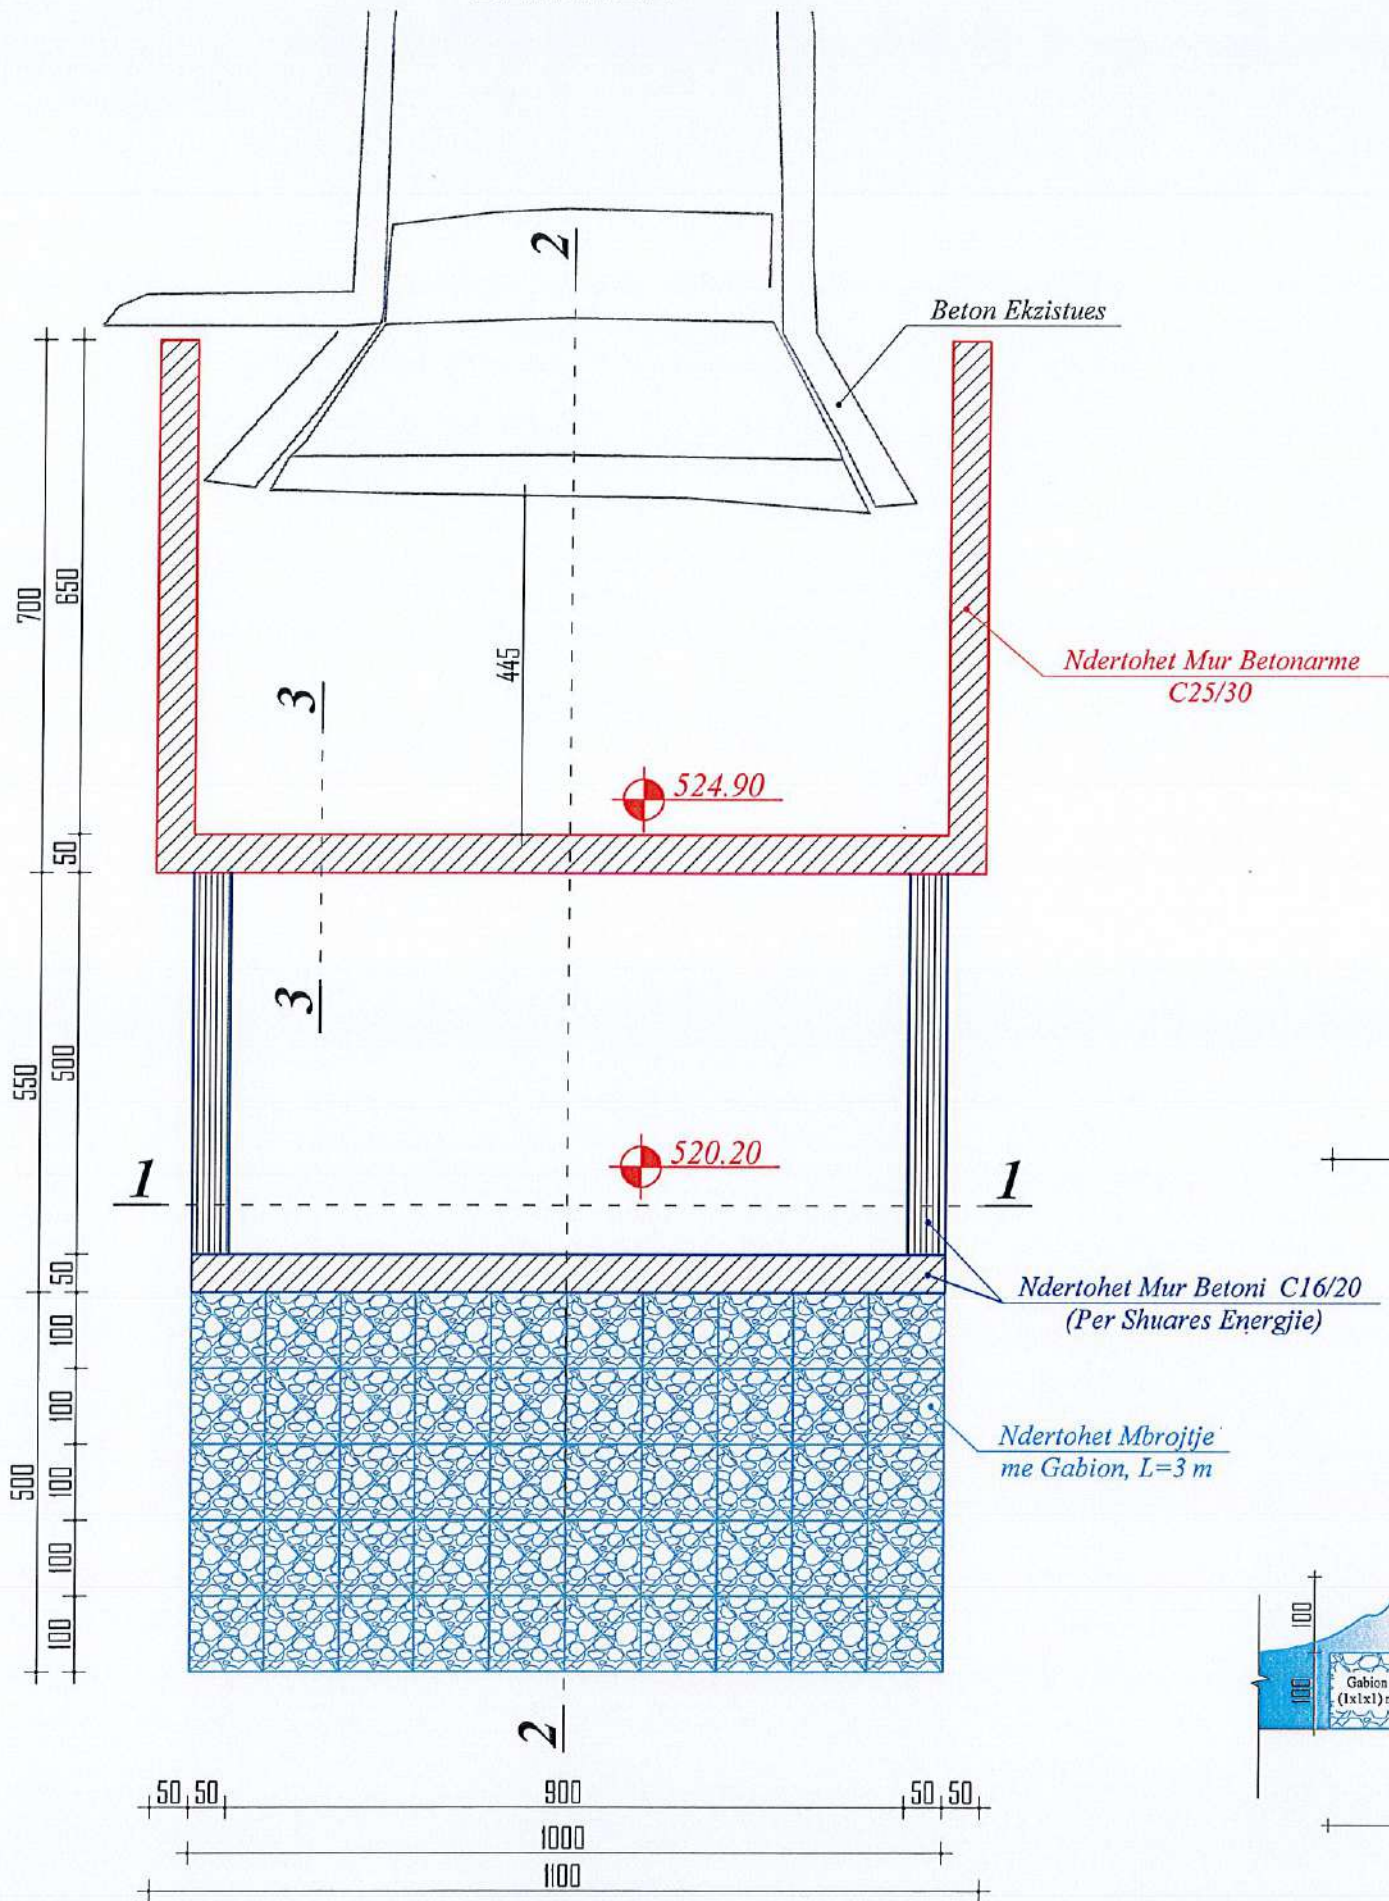 2
Beton Ekzistues
700
650
445
Ndertohet Mur Betonarme
C25/30
3
524.90
50
3
550
500
520.20
1
1
50
Ndertohet Mur Betoni C16/20
(Per Shuares Energjie)
100
100
Ndertohet Mbrojtje
me Gabion, L=3 m
500
100
100
100
100
100
Gabion
(1x1x1)
2
50 50 900 50 50
1000
1100